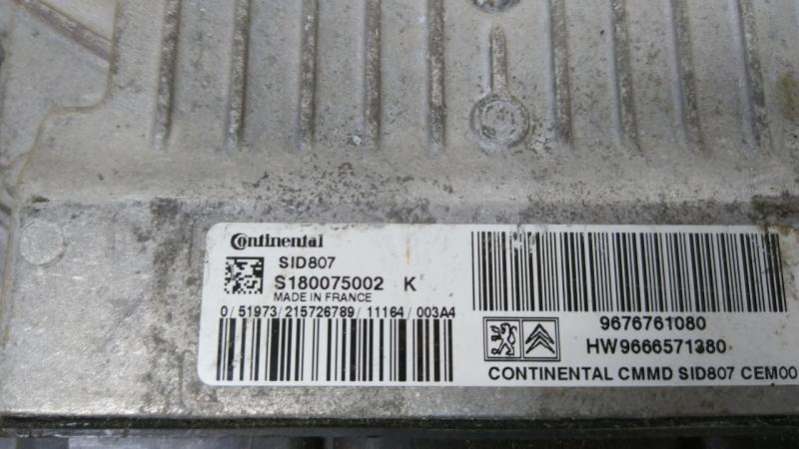 Continental
SID807
S180075002 K
MADE IN FRANCE
0/51973/215726789/11164/003A4
9676761080
HW9666571380
CONTINENTAL CMMD SID807 CEM00